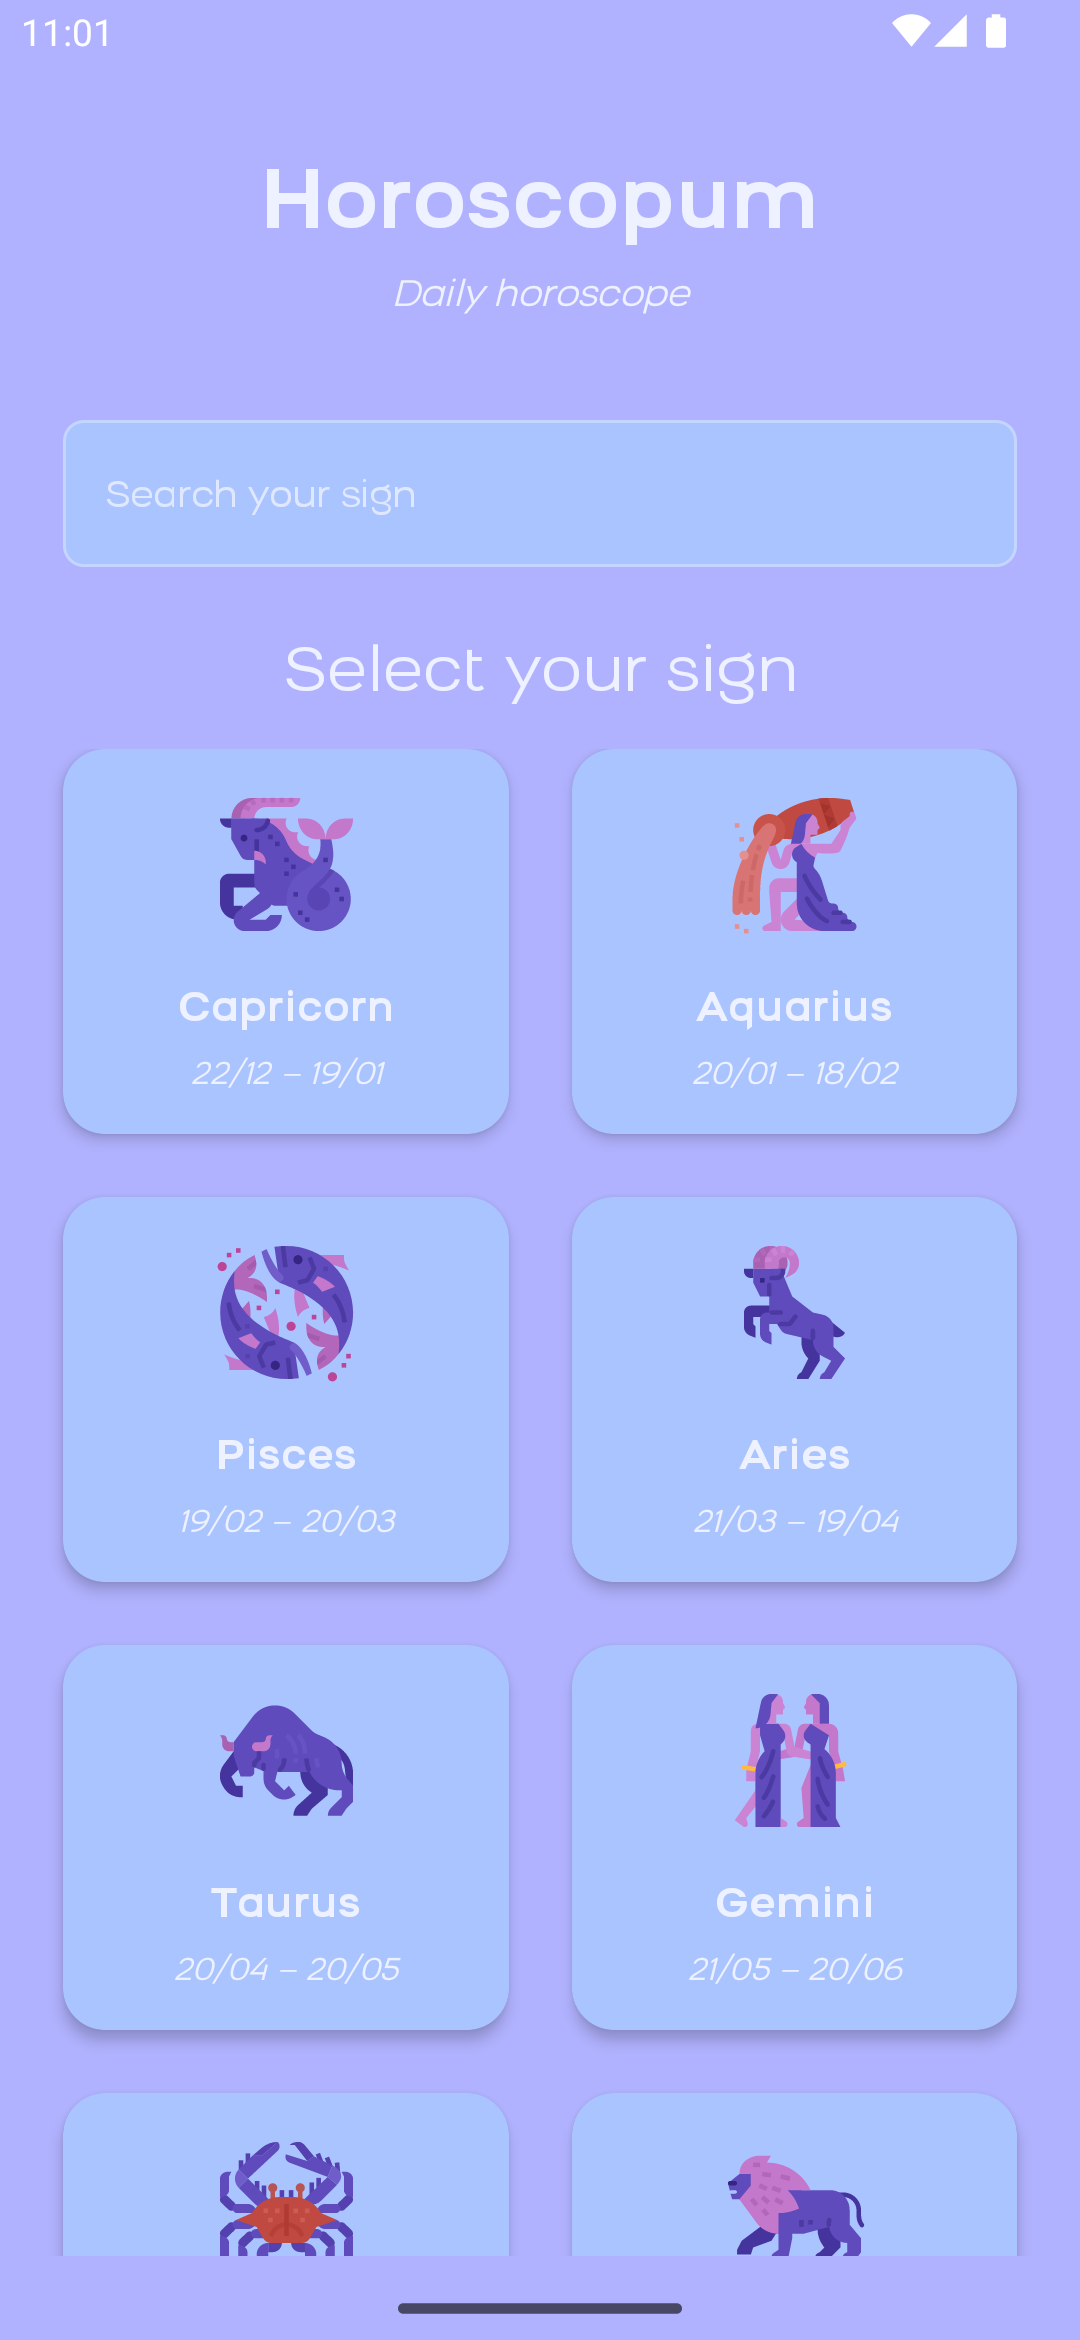 11:01
Horoscopum
Daily horoscope
Search your sign
Select your sign
Capricorn
22/12 – 19/01
Aquarius
20/01 – 18/02
Pisces
19/02 – 20/03
Aries
21/03 – 19/04
Taurus
20/04 – 20/05
Gemini
21/05 – 20/06